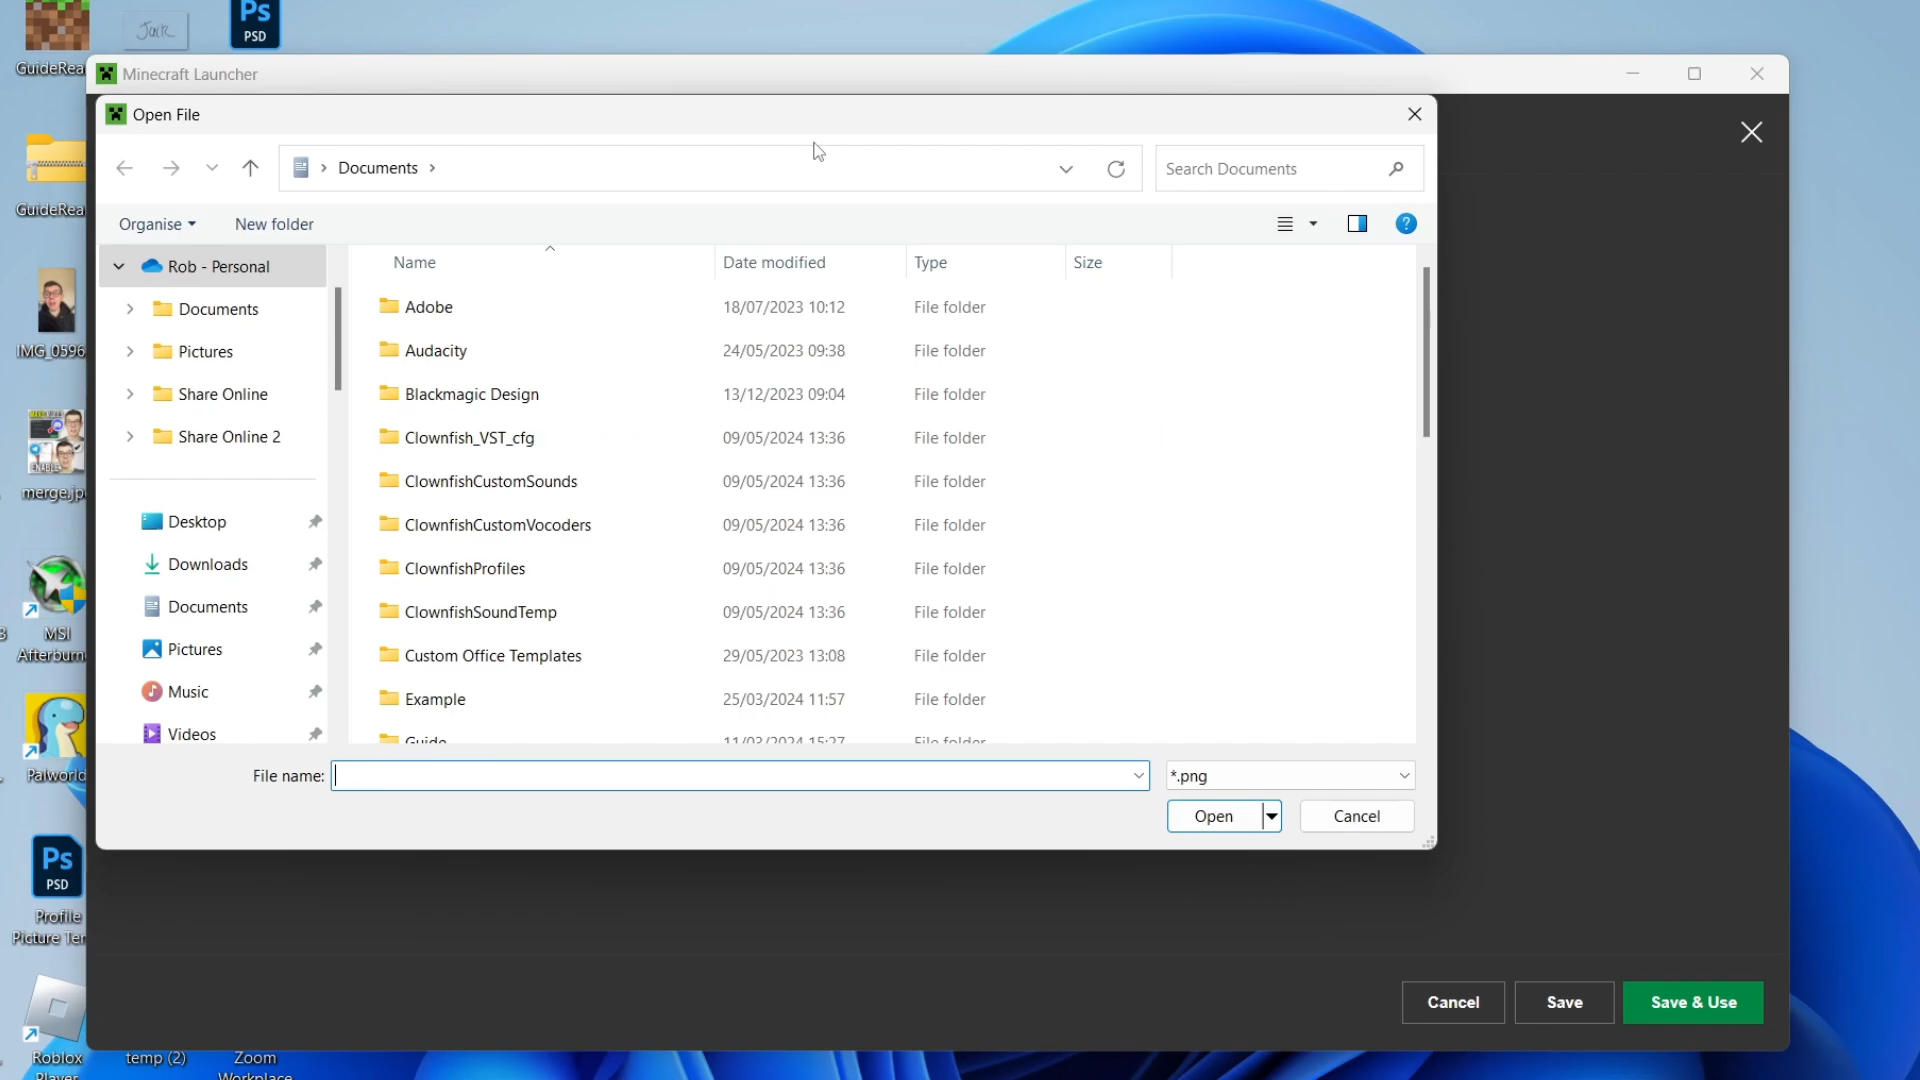 Jack
Ps
PSD
GuideRea
Minecraft Launcher
Open File
Documents
Search Documents
Organise
New folder
Rob - Personal
Documents
Pictures
Share Online
Share Online 2
Desktop
Downloads
Documents
Pictures
Music
Videos
Name
Date modified
Type
Size
Adobe 18/07/2023 10:12 File folder
Audacity 24/05/2023 09:38 File folder
Blackmagic Design 13/12/2023 09:04 File folder
Clownfish_VST_cfg 09/05/2024 13:36 File folder
ClownfishCustomSounds 09/05/2024 13:36 File folder
ClownfishCustomVocoders 09/05/2024 13:36 File folder
ClownfishProfiles 09/05/2024 13:36 File folder
ClownfishSoundTemp 09/05/2024 13:36 File folder
Custom Office Templates 29/05/2023 13:08 File folder
Example 25/03/2024 11:57 File folder
Guide 11/03/2024 15:27 File folder
File name:
*.png
Open
Cancel
Cancel
Save
Save & Use
GuideRea
IMG_0596
merge.jp
MSI
Afterburn
Palworld
Ps
PSD
Profile
Picture Ten
Roblox
Player
temp (2)
Zoom
Workplace